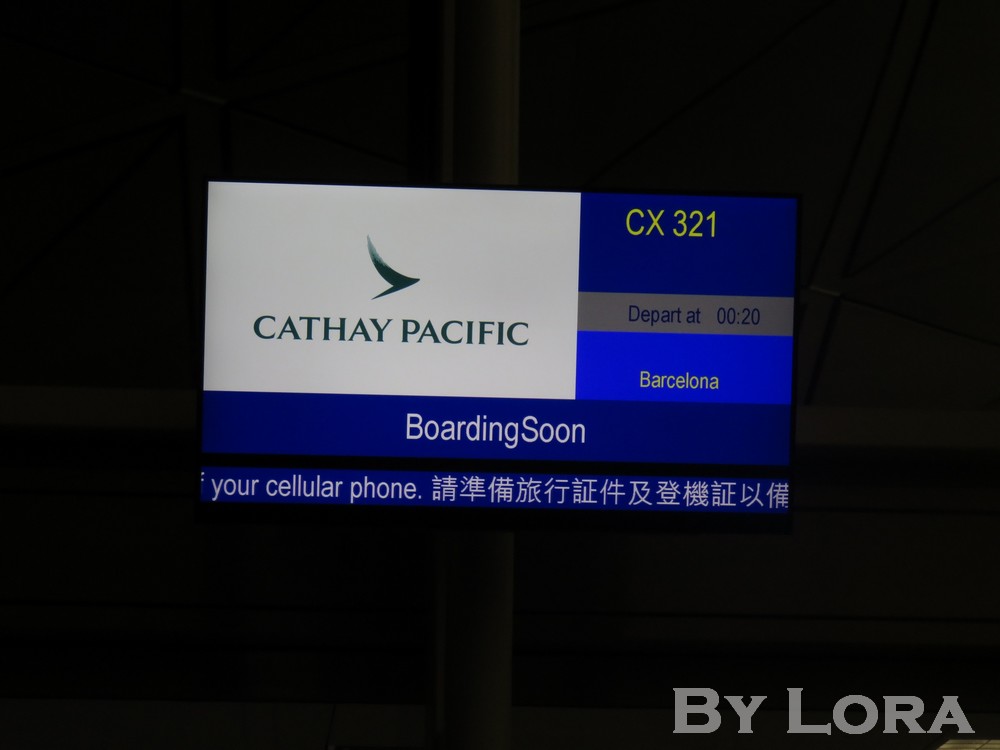 CX 321
CATHAY PACIFIC
Depart at 00:20
Barcelona
BoardingSoon
your cellular phone. 請準備旅行証件及登機証以備
BY LORA